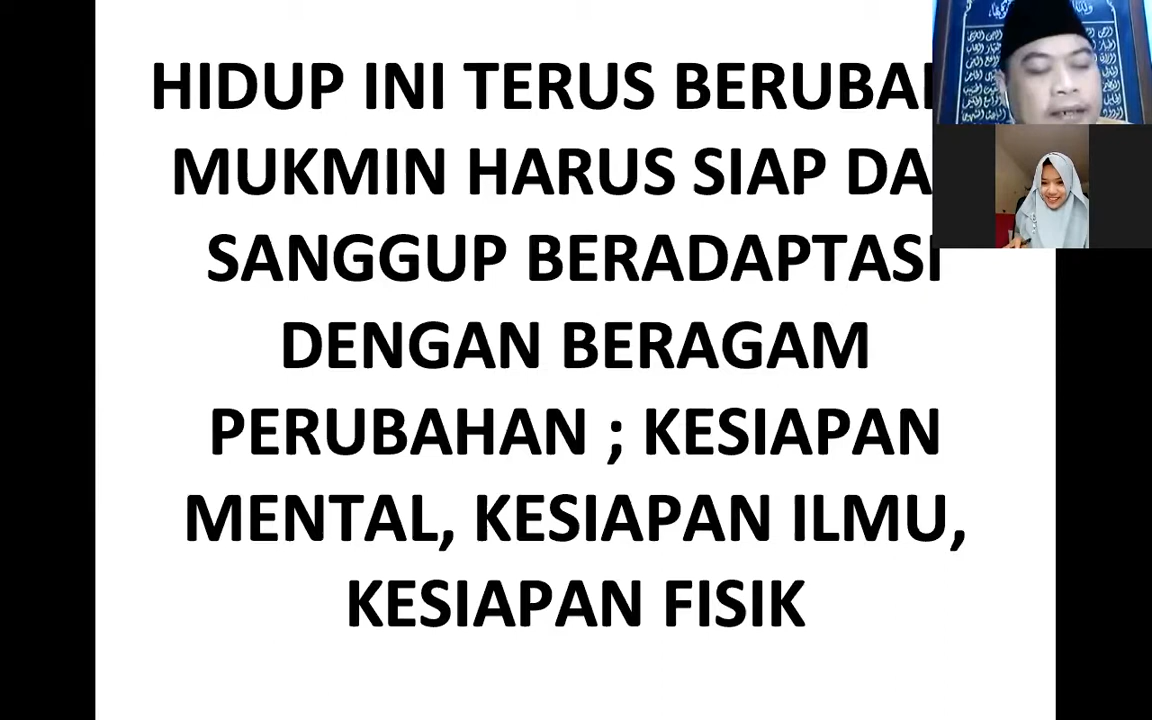 HIDUP INI TERUS
MUKMIN HARUS SIAP
SANGGUP BERADAPTASI
DENGAN BERAGAM
PERUBAHAN ; KESIAPAN
MENTAL, KESIAPAN ILMU,
KESIAPAN FISIK